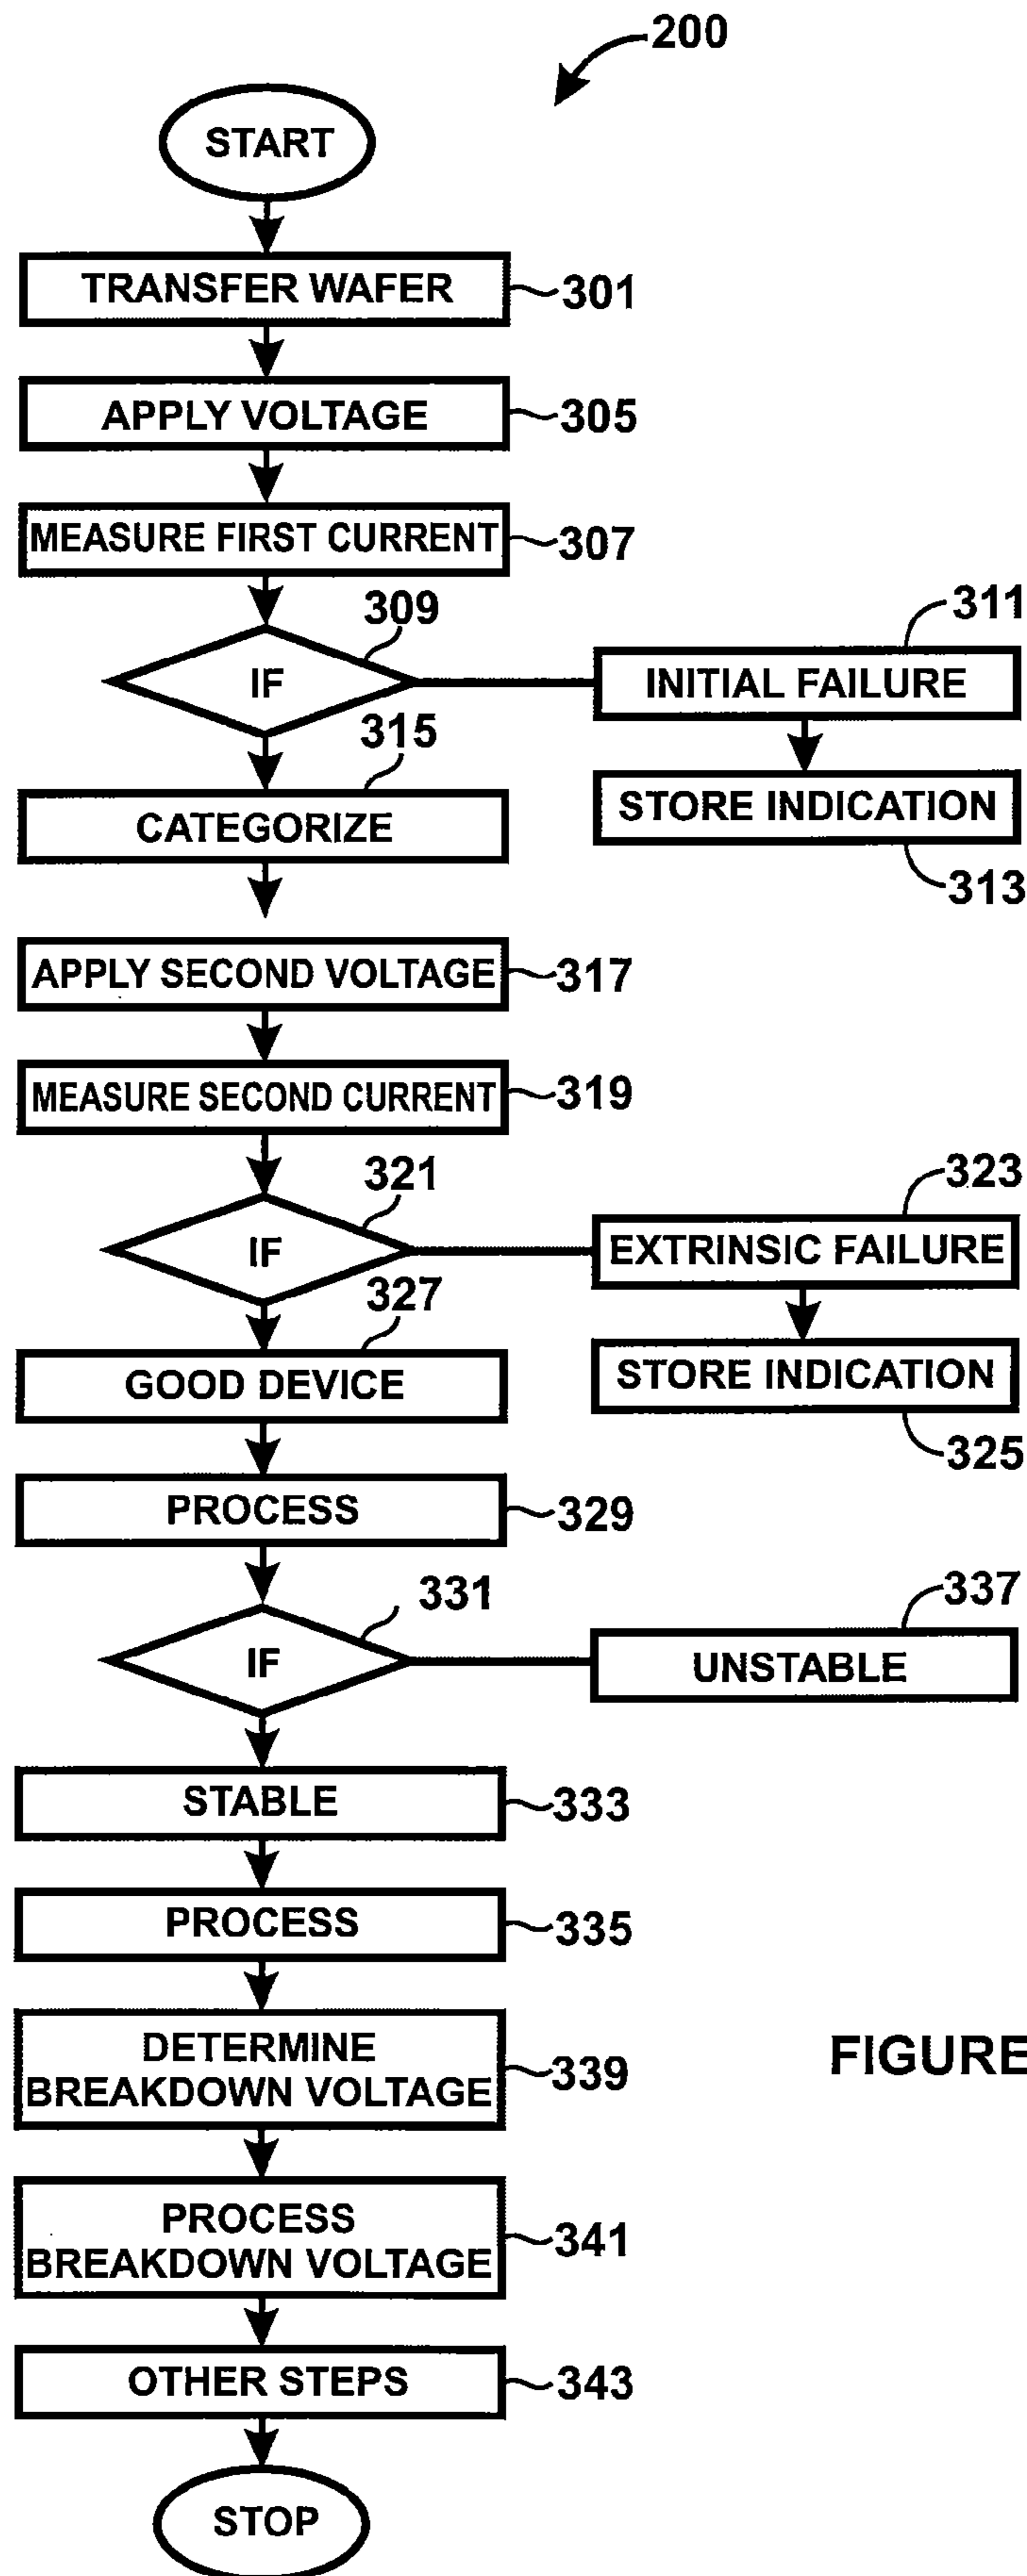 200
START
TRANSFER WAFER
301
APPLY VOLTAGE
305
MEASURE FIRST CURRENT
307
309
IF
311
INITIAL FAILURE
STORE INDICATION
313
315
CATEGORIZE
APPLY SECOND VOLTAGE
317
MEASURE SECOND CURRENT
319
321
IF
323
EXTRINSIC FAILURE
STORE INDICATION
325
327
GOOD DEVICE
PROCESS
329
331
IF
337
UNSTABLE
STABLE
333
PROCESS
335
DETERMINE
BREAKDOWN VOLTAGE
339
FIGURE
PROCESS
BREAKDOWN VOLTAGE
341
OTHER STEPS
343
STOP